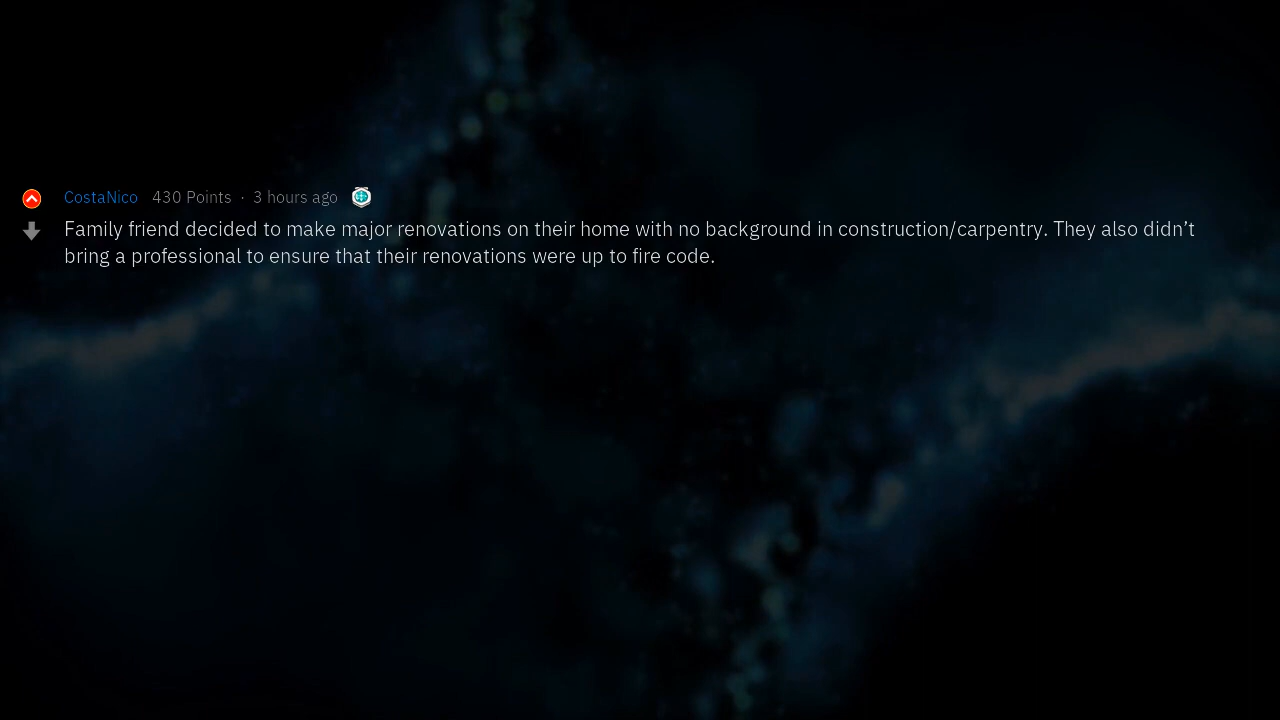 CostaNico 430 Points · 3 hours ago
Family friend decided to make major renovations on their home with no background in construction/carpentry. They also didn’t
bring a professional to ensure that their renovations were up to fire code.